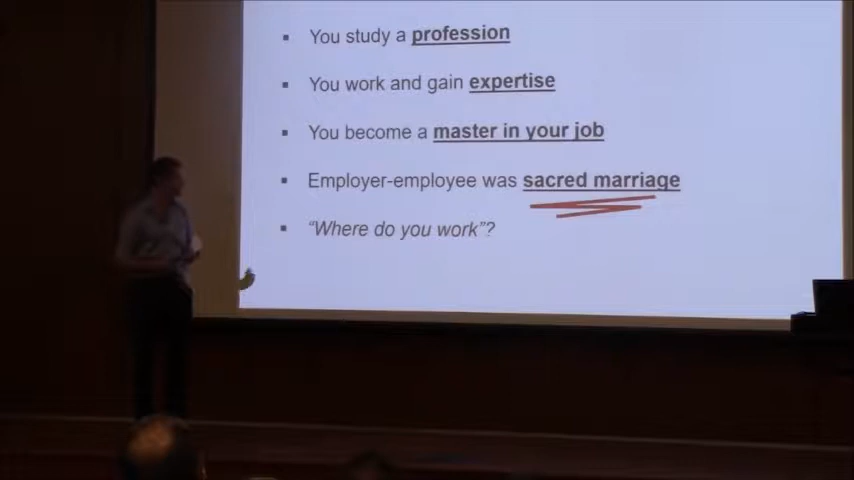 You study a profession
You work and gain expertise
You become a master in your job
Employer-employee was sacred marriage
“Where do you work”?